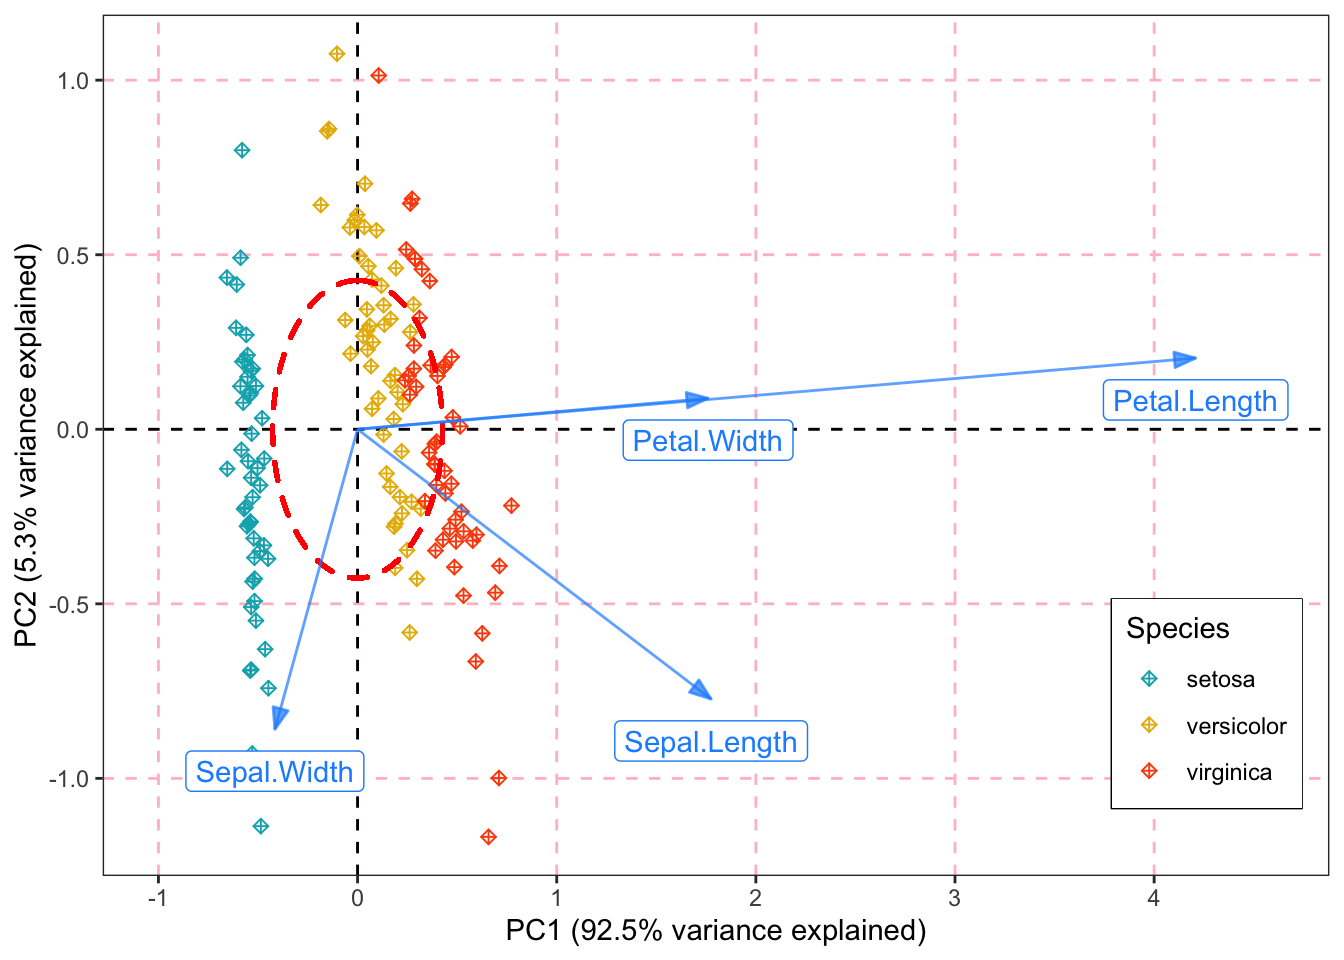 PC2 (5.3% variance explained)
1.0
0.5
0.0
-0.5
-1.0
Petal.Length
Petal.Width
Sepal.Length
Sepal.Width
Species
setosa
versicolor
virginica
-1
0
1
2
3
4
PC1 (92.5% variance explained)